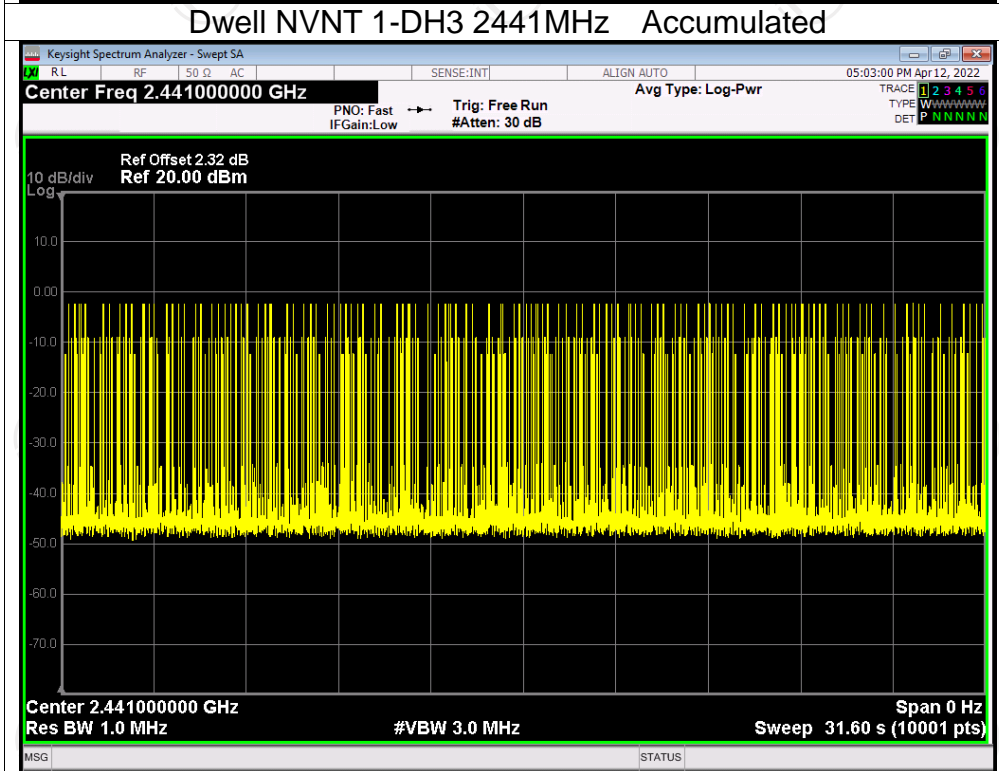 Dwell NVNT 1-DH3 2441MHz Accumulated
Keysight Spectrum Analyzer - Swept SA
LXI RL RF 50 Ω AC SENSE:INT ALIGN AUTO 05:03:00 PM Apr 12, 2022
Center Freq 2.441000000 GHz Avg Type: Log-Pwr TRACE 1 2 3 4 5 6
PNO: Fast Trig: Free Run TYPE WWWWWW
IFGain:Low #Atten: 30 dB DET P N N N N N
Ref Offset 2.32 dB
10 dB/div Ref 20.00 dBm
Log
10.0
0.00
-10.0
-20.0
-30.0
-40.0
-50.0
-60.0
-70.0
Center 2.441000000 GHz Span 0 Hz
Res BW 1.0 MHz #VBW 3.0 MHz Sweep 31.60 s (10001 pts)
MSG STATUS